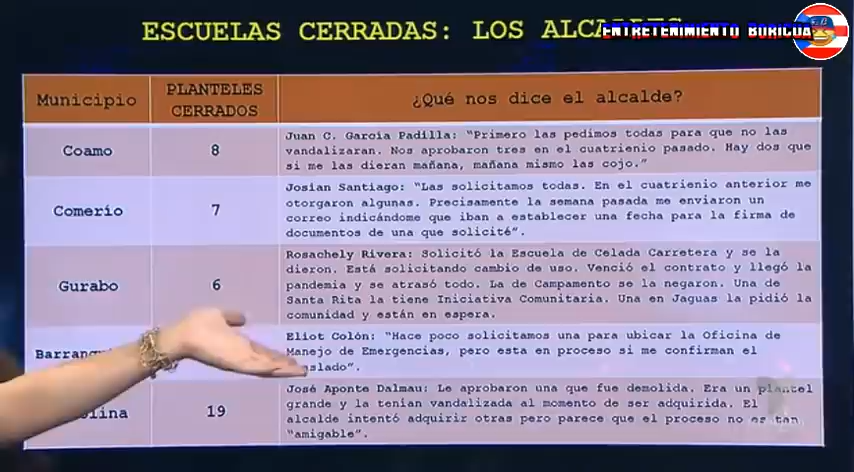 ESCUELAS CERRADAS: LOS
ENTRETENIMIENTO BORICUA
Municipio
PLANTELES
CERRADOS
¿Qué nos dice el alcalde?
Coamo
8
Juan C. García Padilla: "Primero las pedimos todas para que no las
vandalizaran. Nos aprobaron tres en el cuatrienio pasado. Hay dos que
si me las dieran mañana, mañana mismo las cojo."
Comerío
7
Josian Santiago: "Las solicitamos todas. En el cuatrienio anterior me
otorgaron algunas. Precisamente la semana pasada me enviaron un
correo indicándome que iban a establecer una fecha para la firma de
documentos de una que solicité".
Gurabo
6
Rosachely Rivera: Solicitó la Escuela de Celada Carretera y se la
dieron. Está solicitando cambio de uso. Venció el contrato y llegó la
pandemia y se atrasó todo. La de Campamento se la negaron. Una de
Santa Rita la tiene Iniciativa Comunitaria. Una en Jaguas la pidió la
comunidad y están en espera.
Eliot Colón: "Hace poco solicitamos una para ubicar la Oficina de
Manejo de Emergencias, pero esta en proceso si me confirman el
19
José Aponte Dalmau: Le aprobaron una que fue demolida. Era un plantel
grande y la tenian vandalizada al momento de ser adquirida. El
alcalde intentó adquirir otras pero parece que el proceso no es tan
"amigable".